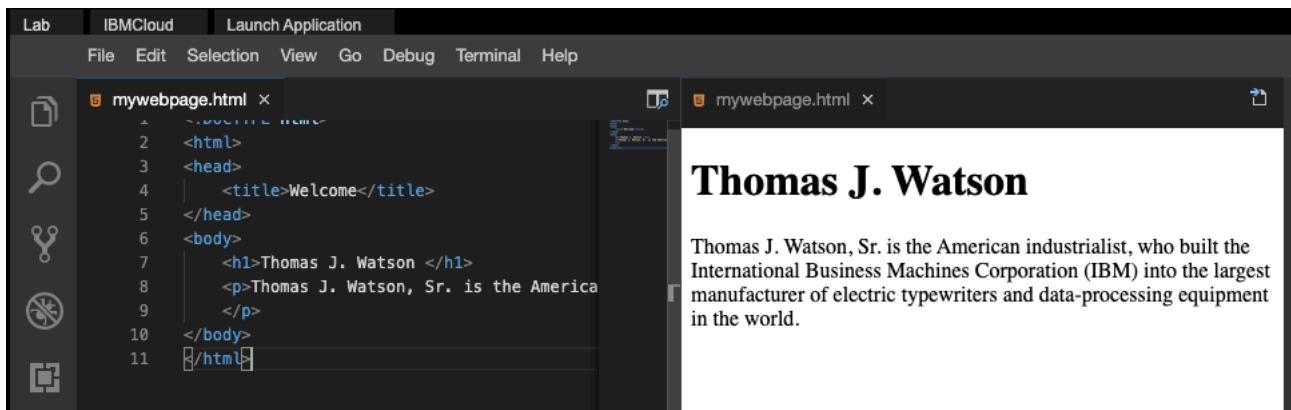 Lab IBMCloud Launch Application
File Edit Selection View Go Debug Terminal Help
mywebpage.html ×
1 <!DOCTYPE html>
2 <html>
3 <head>
4 <title>Welcome</title>
5 </head>
6 <body>
7 <h1>Thomas J. Watson </h1>
8 <p>Thomas J. Watson, Sr. is the America
9 </p>
10 </body>
11 </html>
mywebpage.html ×
Thomas J. Watson
Thomas J. Watson, Sr. is the American industrialist, who built the
International Business Machines Corporation (IBM) into the largest
manufacturer of electric typewriters and data-processing equipment
in the world.